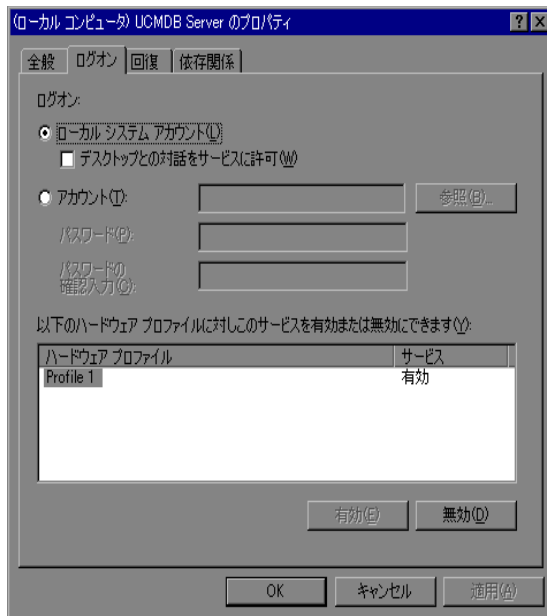 (ローカル コンピュータ) UCMDB Server のプロパティ
全般 ログオン 回復 依存関係
ログオン:
ローカル システム アカウント(L)
デスクトップとの対話をサービスに許可(W)
アカウント(T): 参照(B)...
パスワード(P):
パスワードの
確認入力(C):
以下のハードウェア プロファイルに対しこのサービスを有効または無効にできます(Y):
ハードウェア プロファイル サービス
Profile 1 有効
有効(E) 無効(D)
OK キャンセル 適用(A)